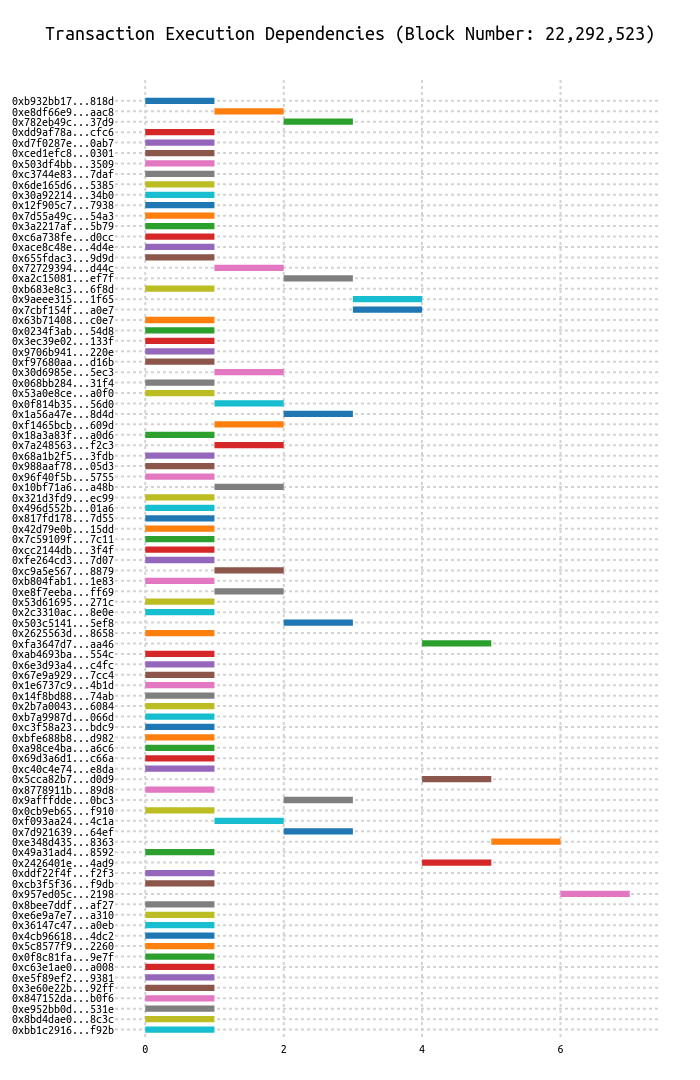 Transaction Execution Dependencies (Block Number: 22,292,523)
0xb932bb17...818d
0xe8df66e9...aac8
0x782eb49c...37d9
0xdd9af78a...cfc6
0xd7f0287e...0ab7
0xced1efc8...0301
0x503df4bb...3509
0xc3744e83...7daf
0x6de165d6...5385
0x30a92214...34b0
0x12f905c7...7938
0x7d55a49c...54a3
0x3a2217af...5b79
0xc6a738fe...d0cc
0xace8c48e...4d4e
0x655fdac3...9d9d
0x72729394...d44c
0xa2c15081...ef7f
0xb683e8c3...6f8d
0x9aeee315...1f65
0x7cbf154f...a0e7
0x63b71408...c0e7
0x0234f3ab...54d8
0x3ec39e02...133f
0x9706b941...220e
0xf97680aa...d16b
0x30d6985e...5ec3
0x068bb284...31f4
0x53a0e8ce...a0f0
0x0f814b35...56d0
0x1a56a47e...8d4d
0xf1465bcb...609d
0x18a3a83f...a0d6
0x7a248563...f2c3
0x68a1b2f5...3fdb
0x988aaf78...05d3
0x96f40f5b...5755
0x10bf71a6...a48b
0x321d3fd9...ec99
0x496d552b...01a6
0x817fd178...7d55
0x42d79e0b...15dd
0x7c59109f...7c11
0xcc2144db...3f4f
0xfe264cd3...7d07
0xc9a5e567...8879
0xb804fab1...1e83
0xe8f7eeba...ff69
0x53d61695...271c
0x2c3310ac...8e0e
0x503c5141...5ef8
0x2625563d...8658
0xfa3647d7...aa46
0xab4693ba...554c
0x6e3d93a4...c4fc
0x67e9a929...7cc4
0x1e6737c9...4b1d
0x14f8bd88...74ab
0x2b7a0043...6084
0xb7a9987d...066d
0xc3f58a23...bdc9
0xbfe688b8...d982
0xa98ce4ba...a6c6
0x69d3a6d1...c66a
0xc40c4e74...e8da
0x5cca82b7...d0d9
0x8778911b...89d8
0x9afffdde...0bc3
0x0cb9eb65...f910
0xf093aa24...4c1a
0x7d921639...64ef
0xe348d435...8363
0x49a31ad4...8592
0x2426401e...4ad9
0xddf22f4f...f2f3
0xcb3f5f36...f9db
0x957ed05c...2198
0x8bee7ddf...af27
0xe6e9a7e7...a310
0x36147c47...a0eb
0x4cb96618...4dc2
0x5c8577f9...2260
0x0f8c81fa...9e7f
0xc63e1ae0...a008
0xe5f89ef2...9381
0x3e60e22b...92ff
0x847152da...b0f6
0xe952bb0d...531e
0x8bd4dae0...8c3c
0xbb1c2916...f92b
0 2 4 6